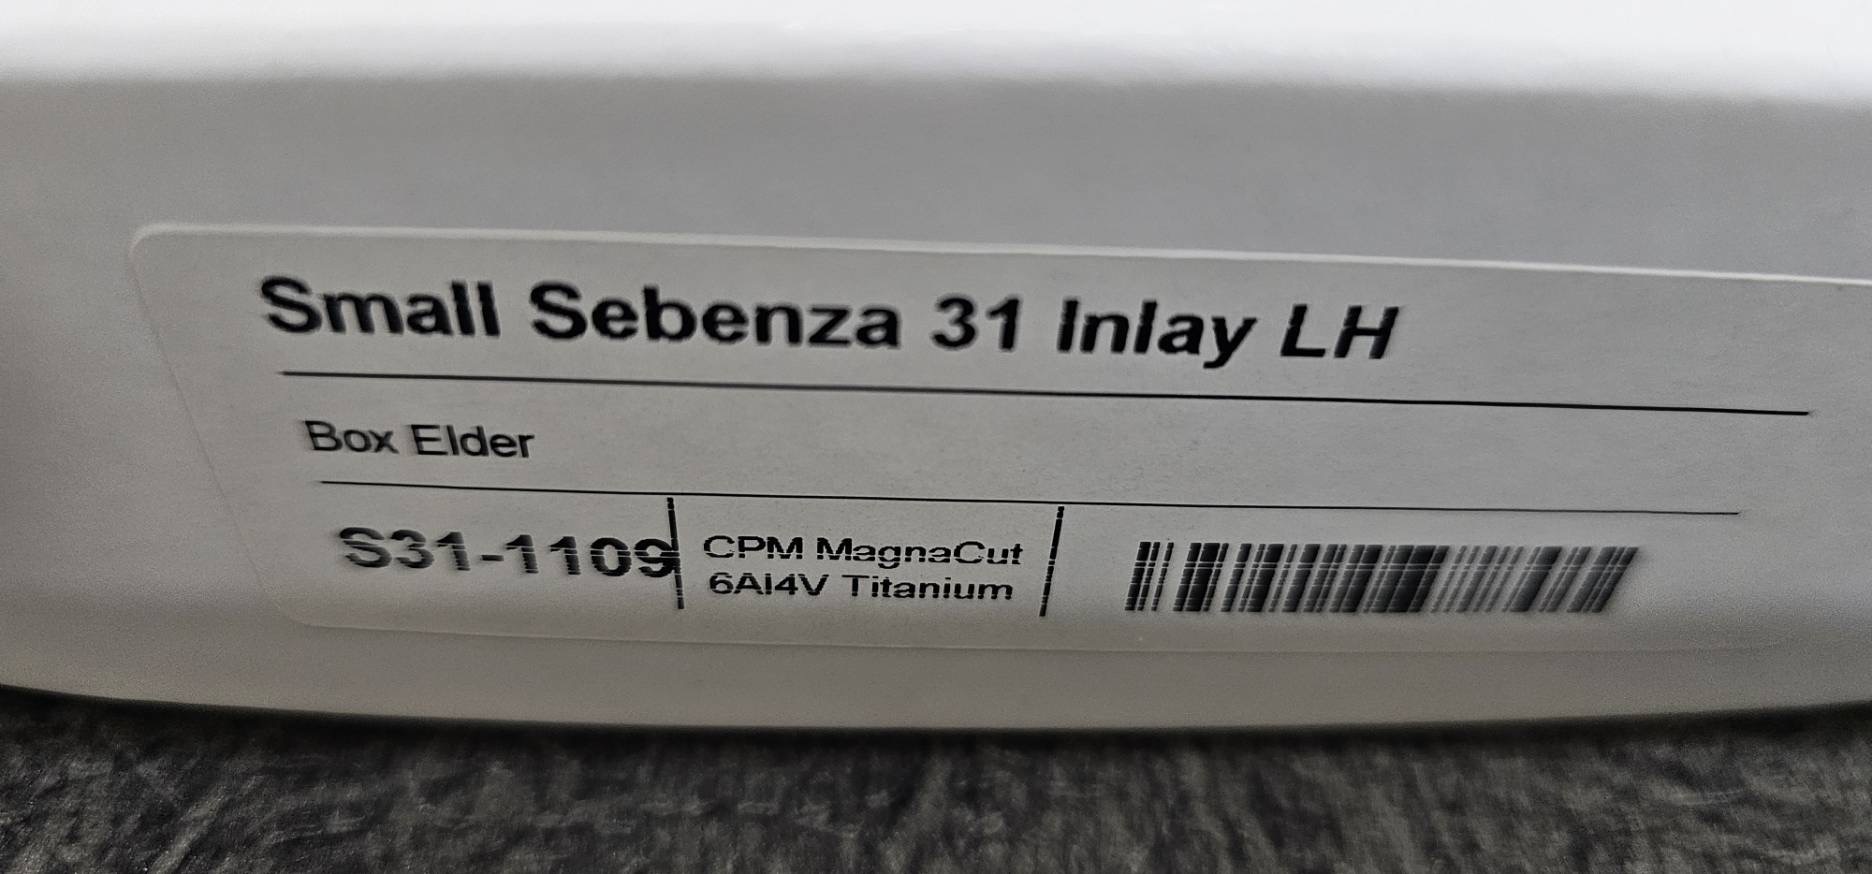 Small Sebenza 31 Inlay LH
Box Elder
S31-1109
CPM MagnaCut
6Al4V Titanium